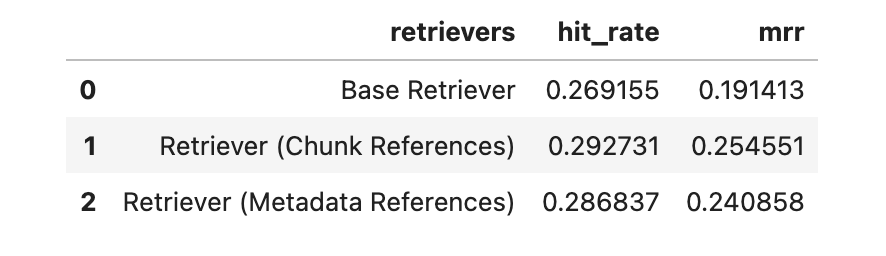 retrievers hit_rate mrr
0 Base Retriever 0.269155 0.191413
1 Retriever (Chunk References) 0.292731 0.254551
2 Retriever (Metadata References) 0.286837 0.240858